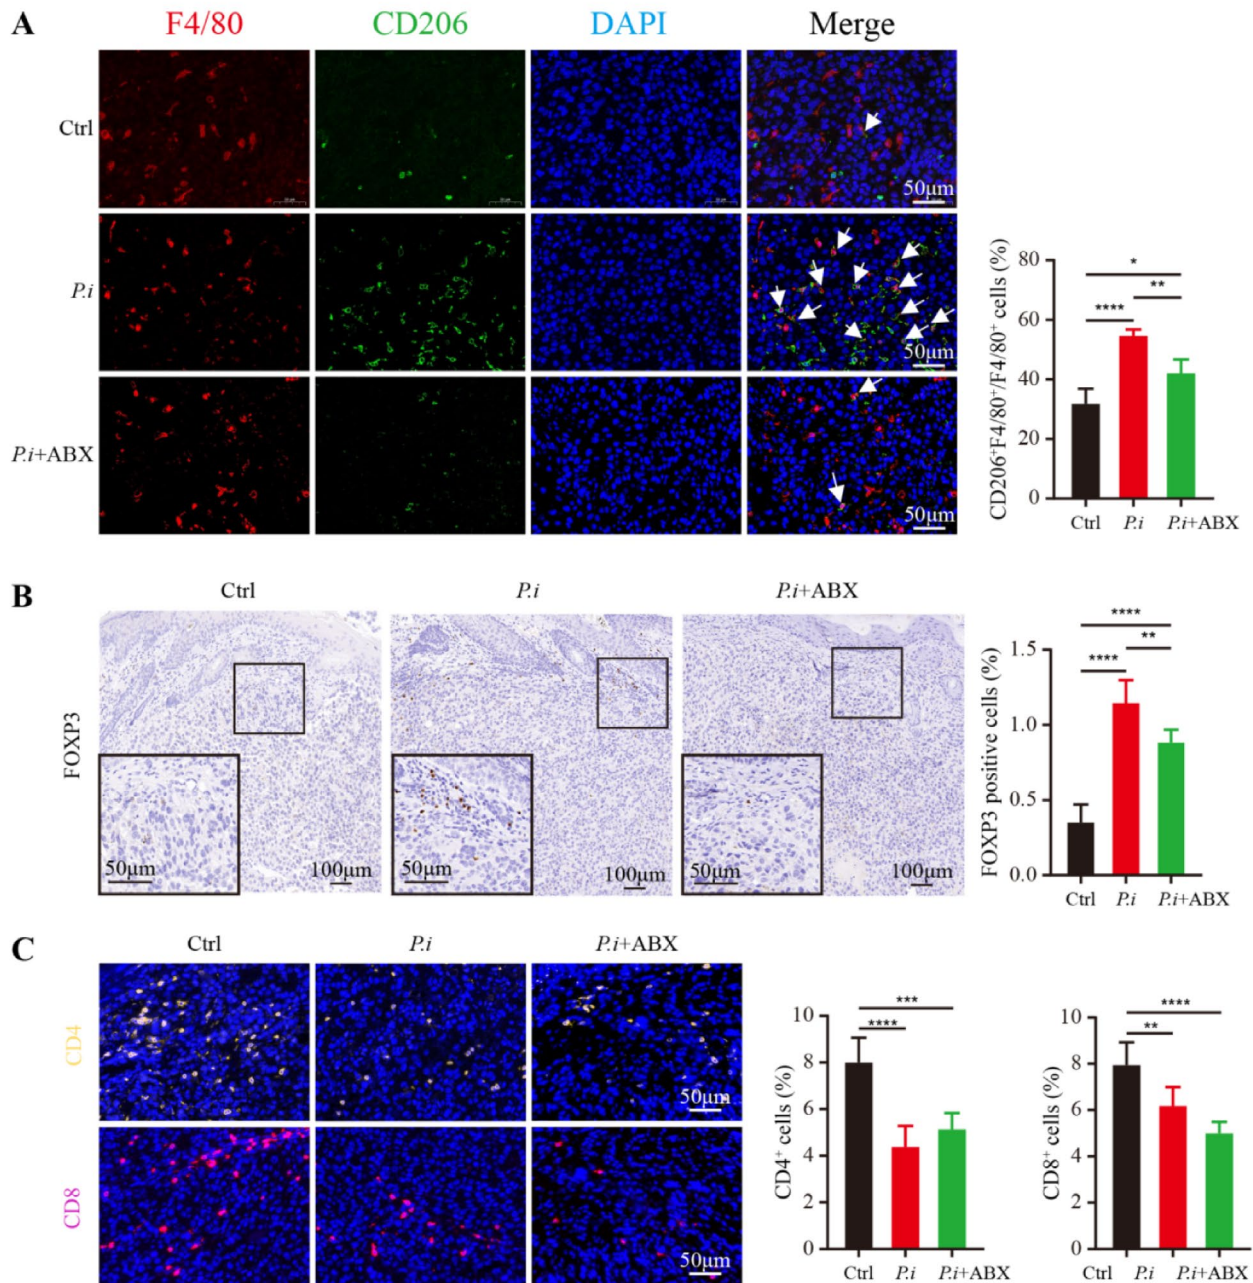 A
F4/80 CD206 DAPI Merge
Ctrl
50μm
P.i
50μm
P.i+ABX
50μm
CD206⁺F4/80⁺/F4/80⁺ cells (%)
80
60
40
20
0
*
**
****
Ctrl P.i P.i+ABX
B
Ctrl P.i P.i+ABX
FOXP3
50μm 100μm 50μm 100μm 50μm 100μm
FOXP3 positive cells (%)
1.5
1.0
0.5
0.0
****
**
****
Ctrl P.i P.i+ABX
C
Ctrl P.i P.i+ABX
CD4
50μm
CD8
50μm
CD4⁺ cells (%)
10
8
6
4
2
0
***
****
Ctrl P.i P.i+ABX
CD8⁺ cells (%)
10
8
6
4
2
0
****
**
Ctrl P.i P.i+ABX